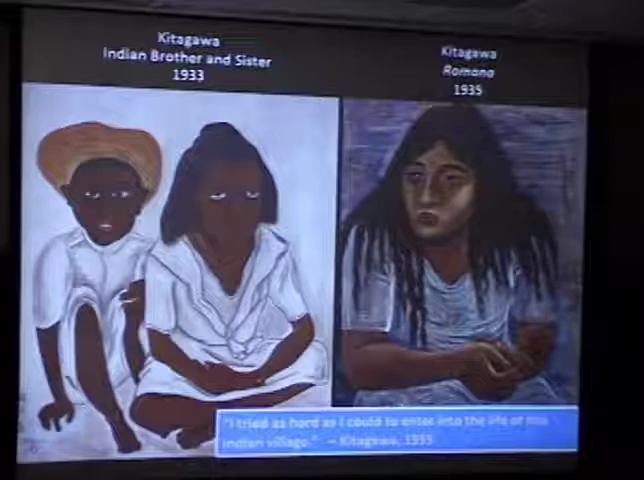 Kitagawa
Indian Brother and Sister
1933
Kitagawa
Romona
1935
"I tried as hard as I could to enter into the life of this
Indian village." – Kitagawa, 1955